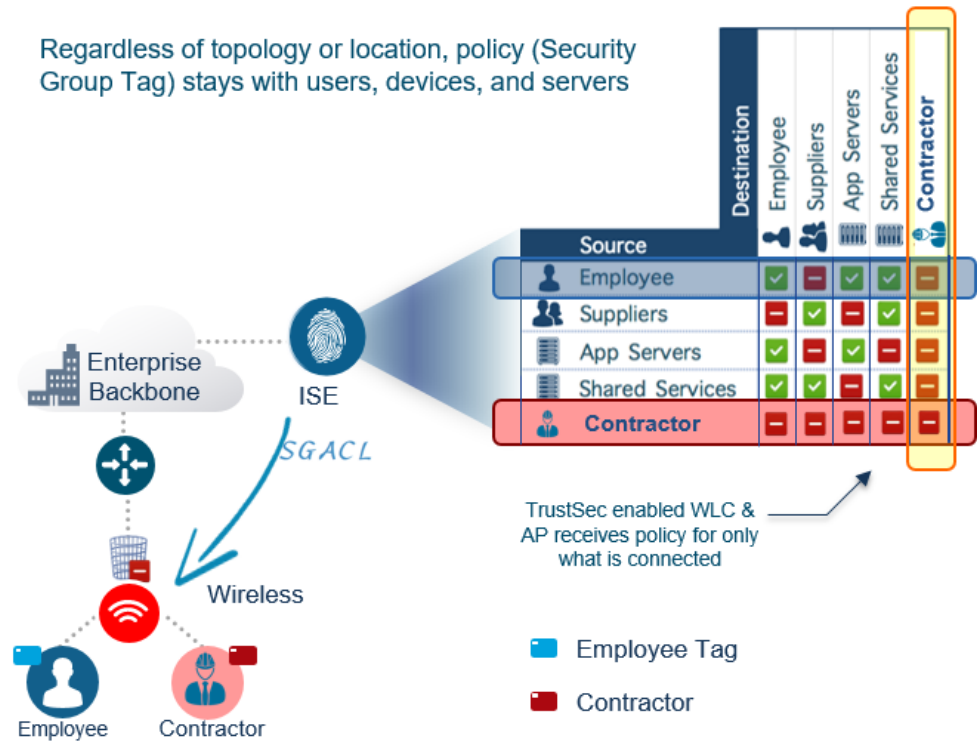 Regardless of topology or location, policy (Security
Group Tag) stays with users, devices, and servers
Destination
Employee
Suppliers
App Servers
Shared Services
Contractor
Source
Employee
Suppliers
App Servers
Shared Services
Contractor
Enterprise
Backbone
ISE
SGACL
TrustSec enabled WLC &
AP receives policy for only
what is connected
Wireless
Employee
Contractor
Employee Tag
Contractor